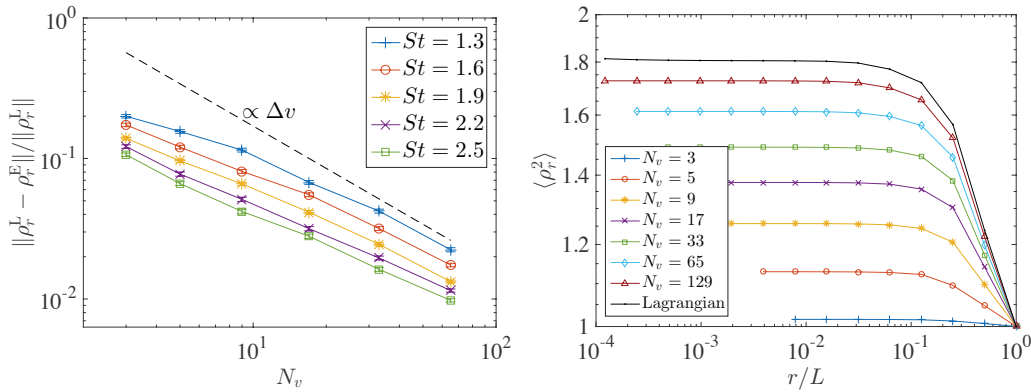 10^0
10^{-1}
10^{-2}
||ρ_r^L − ρ_r^E||/||ρ_r^L||
∝ Δv
St = 1.3
St = 1.6
St = 1.9
St = 2.2
St = 2.5
10^1
10^2
N_v
2
1.8
1.6
1.4
1.2
1
⟨ρ_r^2⟩
N_v = 3
N_v = 5
N_v = 9
N_v = 17
N_v = 33
N_v = 65
N_v = 129
Lagrangian
10^{-4}
10^{-3}
10^{-2}
10^{-1}
10^0
r/L